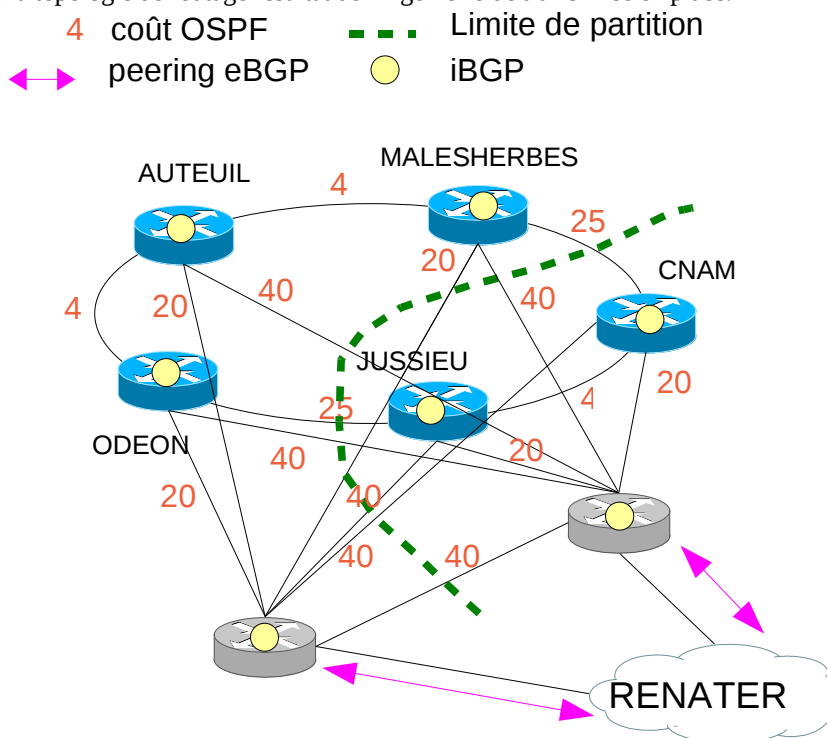 4 coût OSPF
Limite de partition
peering eBGP
iBGP
MALESHERBES
AUTEUIL
4
25
20
CNAM
40
20
40
4
JUSSIEU
20
4
25
ODEON
40
20
20
40
40
40
RENATER